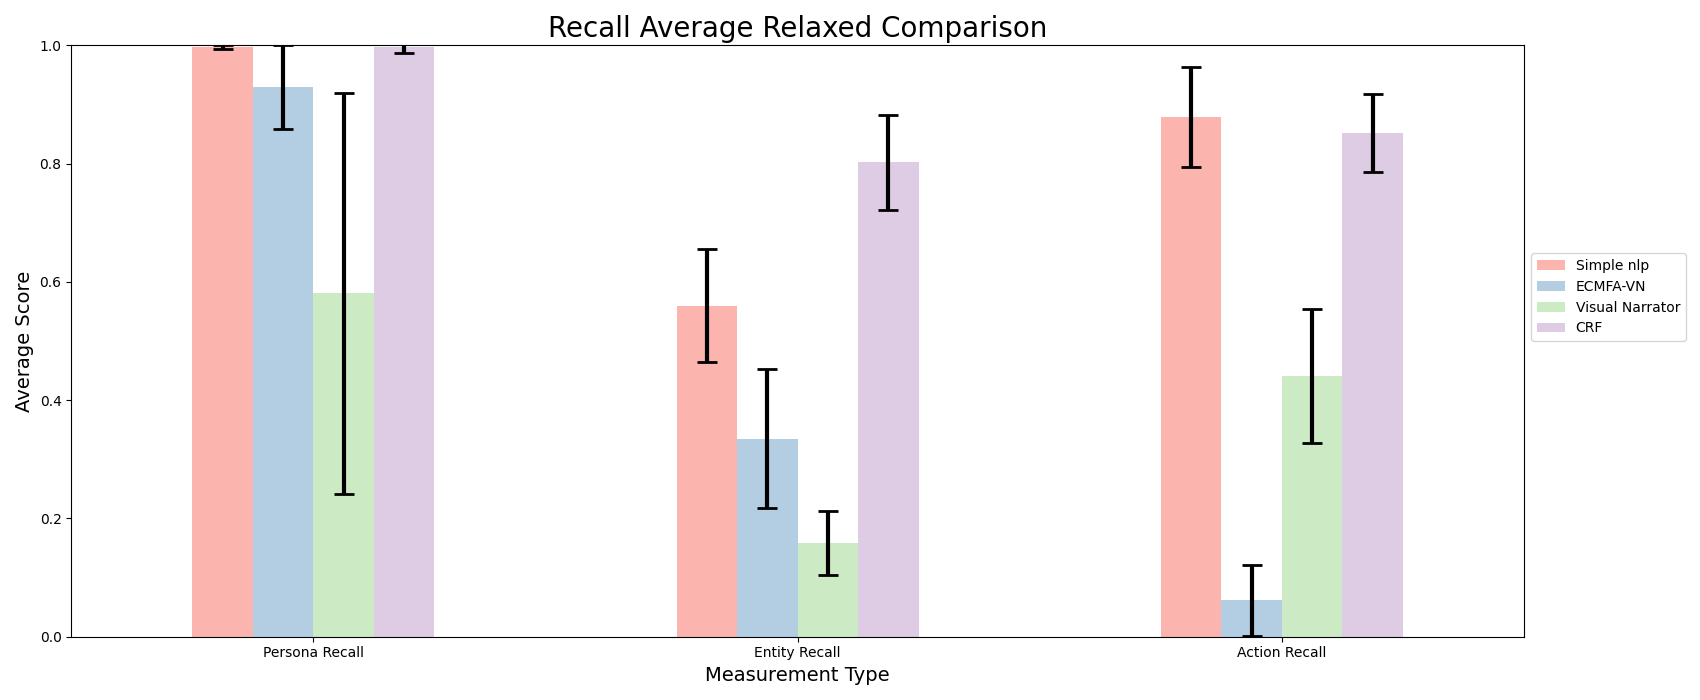 Recall Average Relaxed Comparison
1.0
0.8
0.6
0.4
0.2
0.0
Average Score
Persona Recall
Entity Recall
Action Recall
Measurement Type
Simple nlp
ECMFA-VN
Visual Narrator
CRF